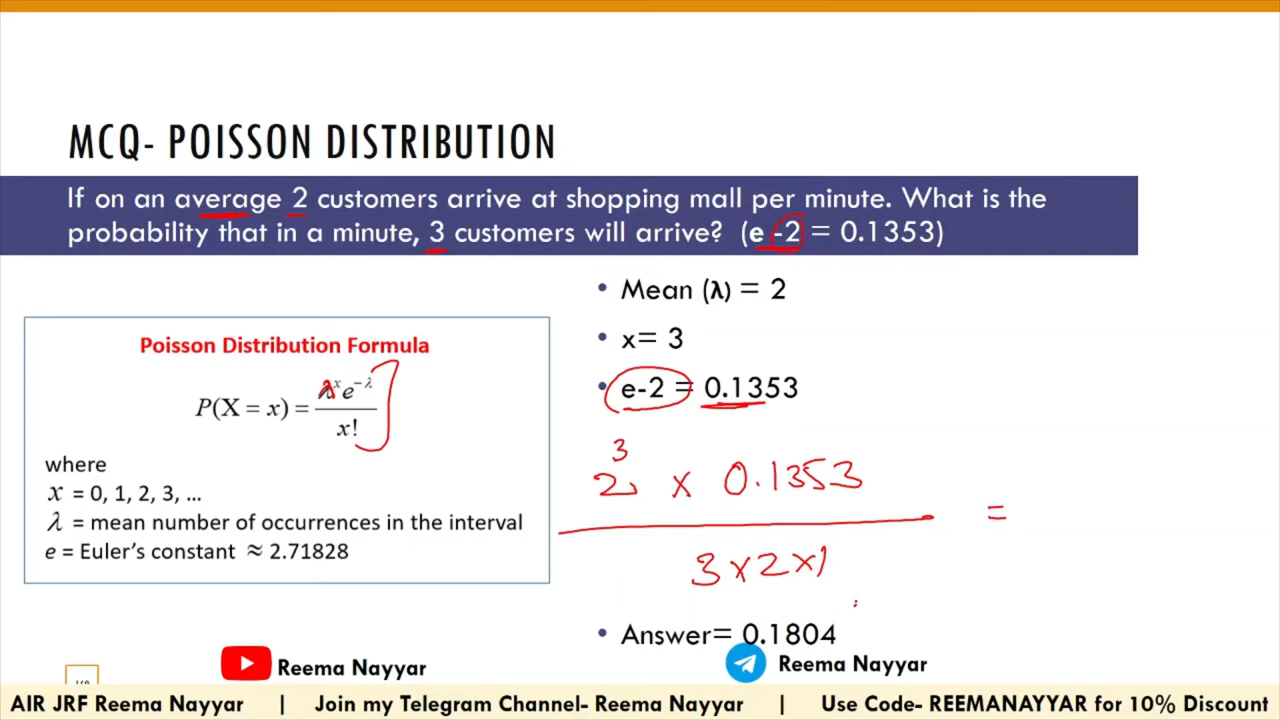 MCQ- POISSON DISTRIBUTION
If on an average 2 customers arrive at shopping mall per minute. What is the
probability that in a minute, 3 customers will arrive? (e -2 = 0.1353)
Poisson Distribution Formula
P(X = x) = λˣ e^−λ / x!
where
x = 0, 1, 2, 3, ...
λ = mean number of occurrences in the interval
e = Euler's constant ≈ 2.71828
• Mean (λ) = 2
• x= 3
• e-2 = 0.1353
2³ x 0.1353
=
3 x 2 x 1
• Answer= 0.1804
Reema Nayyar
Reema Nayyar
AIR JRF Reema Nayyar | Join my Telegram Channel- Reema Nayyar | Use Code- REEMANAYYAR for 10% Discount